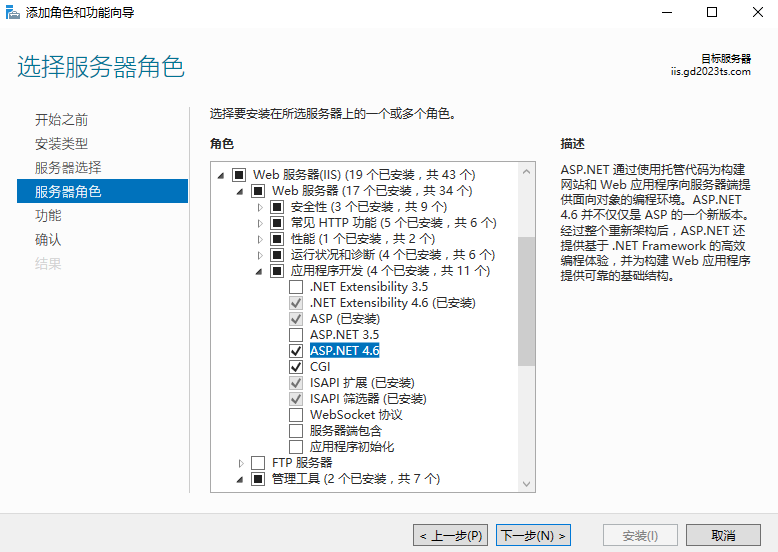 添加角色和功能向导
选择服务器角色
目标服务器
iis.gd2023ts.com
开始之前
安装类型
服务器选择
服务器角色
功能
确认
结果
选择要安装在所选服务器上的一个或多个角色。
角色
Web 服务器(IIS) (19 个已安装，共 43 个)
Web 服务器 (17 个已安装，共 34 个)
安全性 (3 个已安装，共 9 个)
常见 HTTP 功能 (5 个已安装，共 6 个)
性能 (1 个已安装，共 2 个)
运行状况和诊断 (4 个已安装，共 6 个)
应用程序开发 (4 个已安装，共 11 个)
.NET Extensibility 3.5
.NET Extensibility 4.6 (已安装)
ASP (已安装)
ASP.NET 3.5
ASP.NET 4.6
CGI
ISAPI 扩展 (已安装)
ISAPI 筛选器 (已安装)
WebSocket 协议
服务器端包含
应用程序初始化
FTP 服务器
管理工具 (2 个已安装，共 7 个)
描述
ASP.NET 通过使用托管代码为构建
网站和 Web 应用程序向服务器端提
供面向对象的编程环境。ASP.NET
4.6 并不仅仅是 ASP 的一个新版本。
经过整个重新架构后，ASP.NET 还
提供基于 .NET Framework 的高效
编程体验，并为构建 Web 应用程序
提供可靠的基础结构。
< 上一步(P)
下一步(N) >
安装(I)
取消